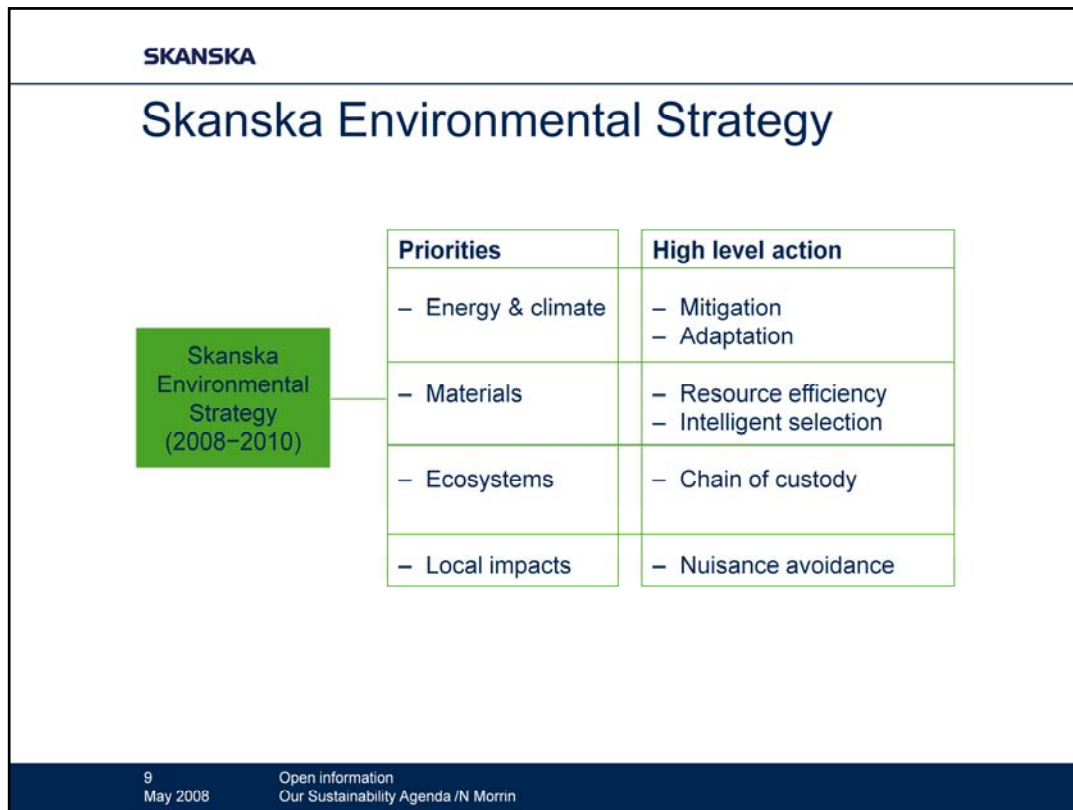 SKANSKA
Skanska Environmental Strategy
Skanska
Environmental
Strategy
(2008−2010)
Priorities
High level action
– Energy & climate
– Mitigation
– Adaptation
– Materials
– Resource efficiency
– Intelligent selection
– Ecosystems
– Chain of custody
– Local impacts
– Nuisance avoidance
9
May 2008
Open information
Our Sustainability Agenda /N Morrin